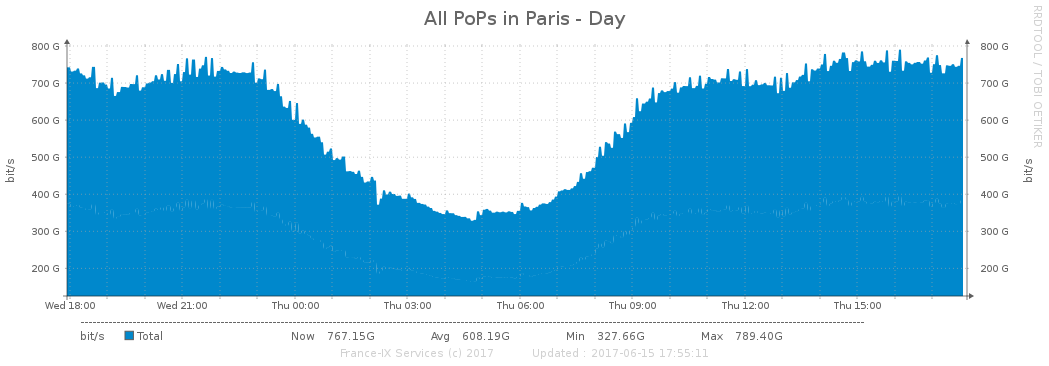 All PoPs in Paris - Day
RRDTOOL / TOBI OETIKER
bit/s
800 G
700 G
600 G
500 G
400 G
300 G
200 G
800 G
700 G
600 G
500 G
400 G
300 G
200 G
bit/s
Wed 18:00 Wed 21:00 Thu 00:00 Thu 03:00 Thu 06:00 Thu 09:00 Thu 12:00 Thu 15:00
bit/s Total Now 767.15G Avg 608.19G Min 327.66G Max 789.40G
France-IX Services (c) 2017 Updated : 2017-06-15 17:55:11